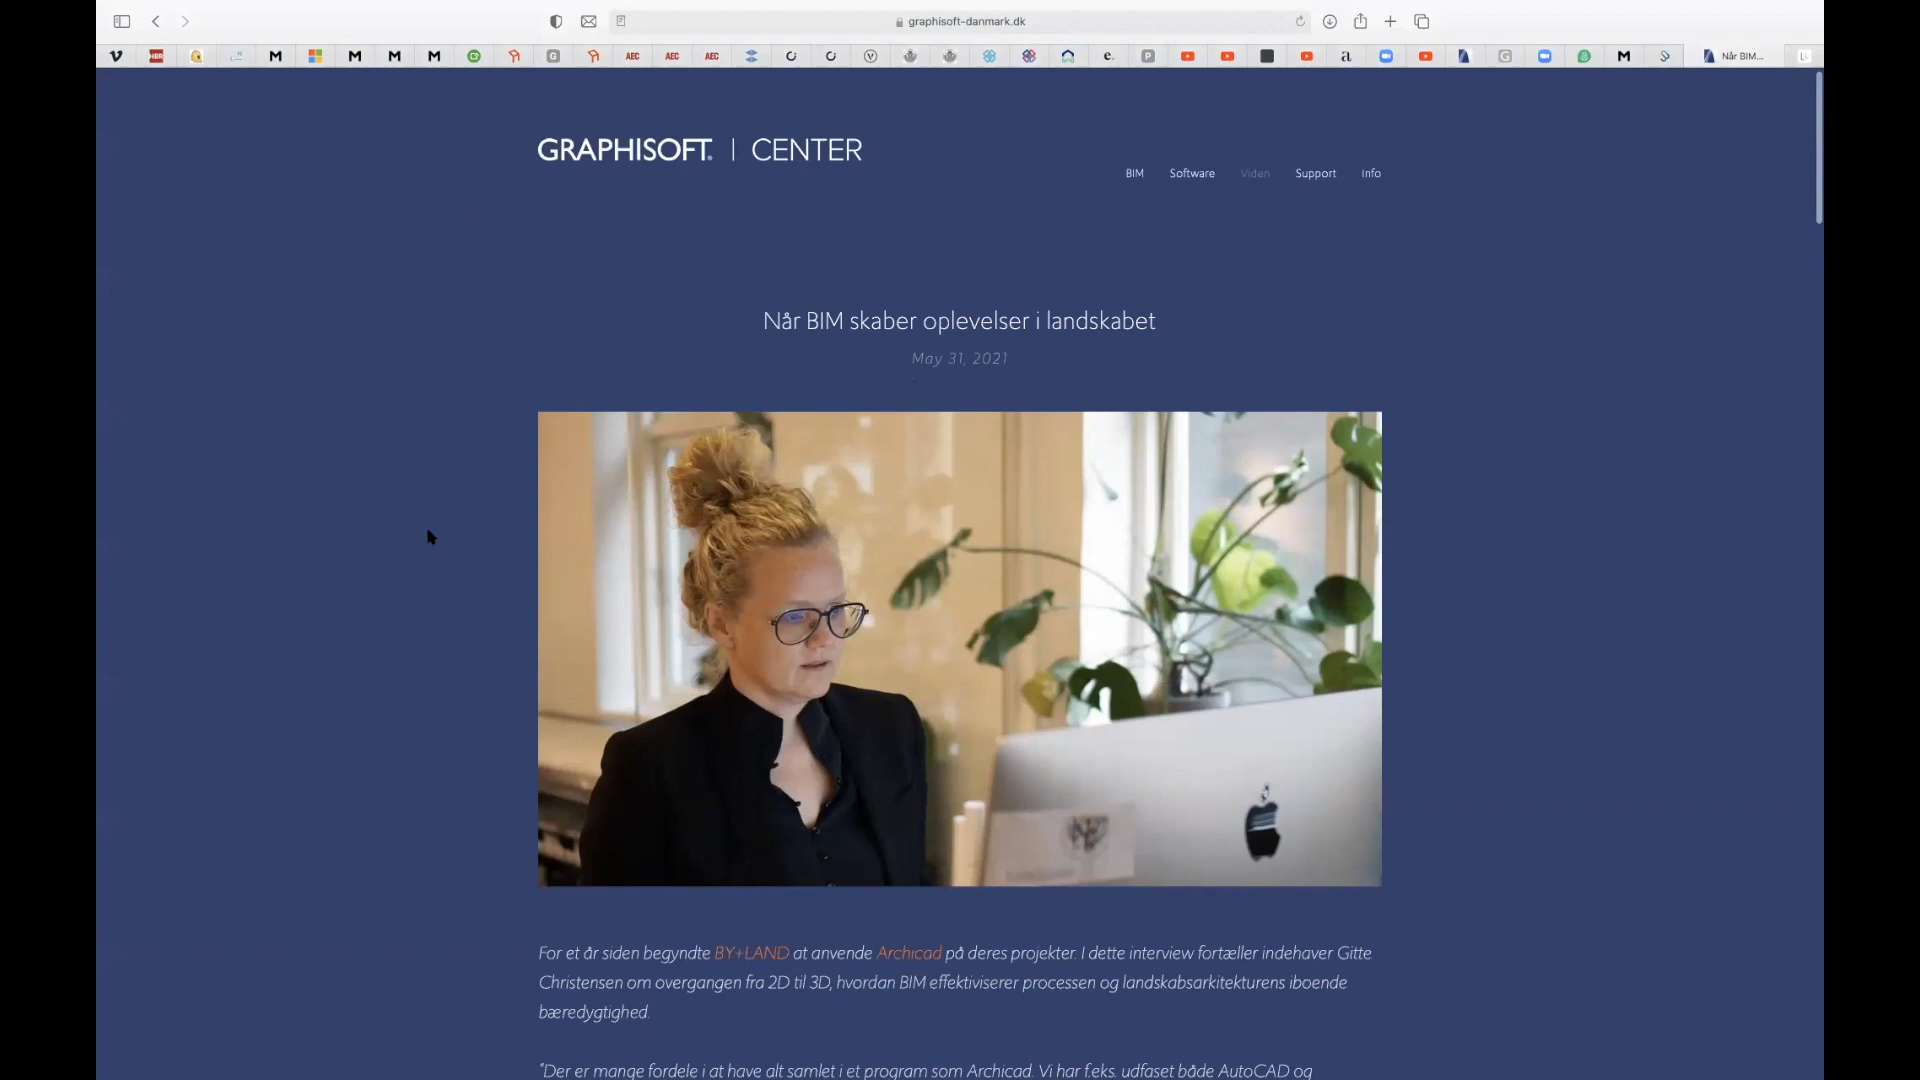 graphisoft-danmark.dk
AEC AEC AEC
Når BIM...
GRAPHISOFT. | CENTER
BIM Software Viden Support Info
Når BIM skaber oplevelser i landskabet
May 31, 2021
For et år siden begyndte BY+LAND at anvende Archicad på deres projekter. I dette interview fortæller indehaver Gitte
Christensen om overgangen fra 2D til 3D, hvordan BIM effektiviserer processen og landskabsarkitekturens iboende
bæredygtighed.
"Der er mange fordele i at have alt samlet i et program som Archicad. Vi har f.eks. udfaset både AutoCAD og